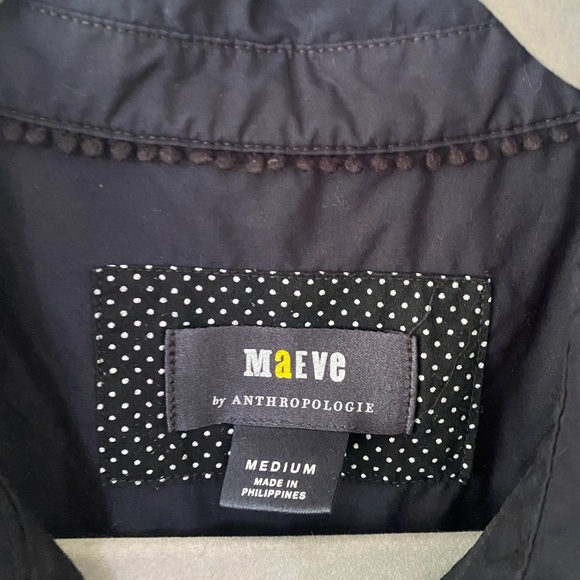 MaEVe
by ANTHROPOLOGIE
MEDIUM
MADE IN
PHILIPPINES